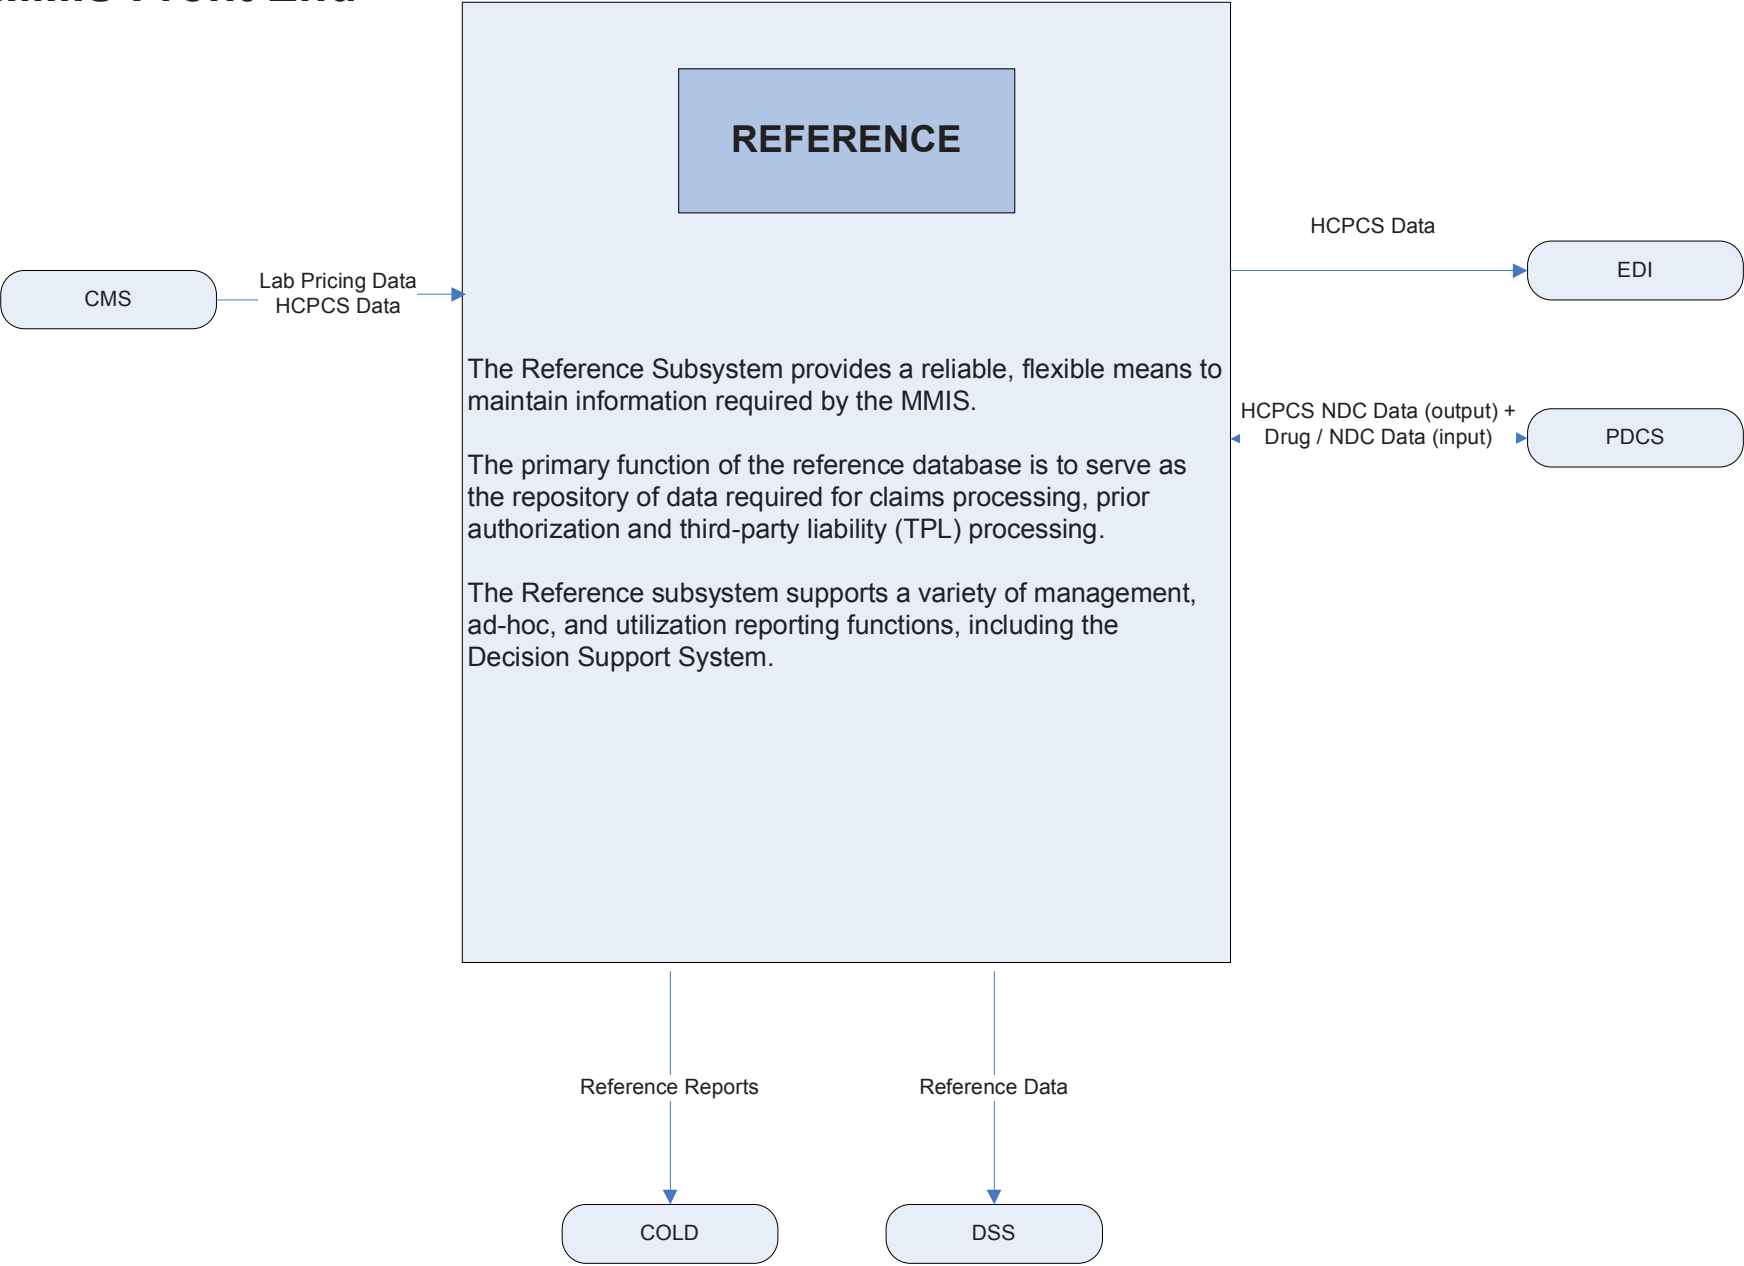 REFERENCE
HCPCS Data
EDI
CMS
Lab Pricing Data
HCPCS Data
The Reference Subsystem provides a reliable, flexible means to
maintain information required by the MMIS.
HCPCS NDC Data (output) +
Drug / NDC Data (input)
PDCS
The primary function of the reference database is to serve as
the repository of data required for claims processing, prior
authorization and third-party liability (TPL) processing.
The Reference subsystem supports a variety of management,
ad-hoc, and utilization reporting functions, including the
Decision Support System.
Reference Reports
Reference Data
COLD
DSS